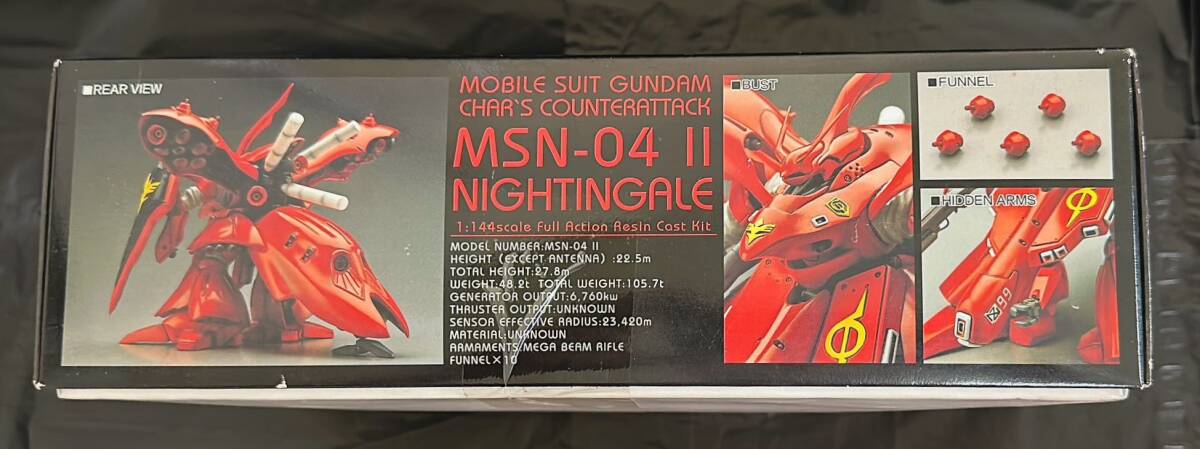 ■REAR VIEW
MOBILE SUIT GUNDAM
CHAR'S COUNTERATTACK
MSN-04 II
NIGHTINGALE
1:144scale Full Action Resin Cast Kit
MODEL NUMBER:MSN-04 II
HEIGHT (EXCEPT ANTENNA) :22.5m
TOTAL HEIGHT:27.8m
WEIGHT:48.2t TOTAL WEIGHT:105.7t
GENERATOR OUTPUT:6,760kw
THRUSTER OUTPUT:UNKNOWN
SENSOR EFFECTIVE RADIUS:23,420m
MATERIAL:UNKNOWN
ARMAMENTS:MEGA BEAM RIFLE
FUNNEL×10
■BUST
■FUNNEL
■HIDDEN ARMS